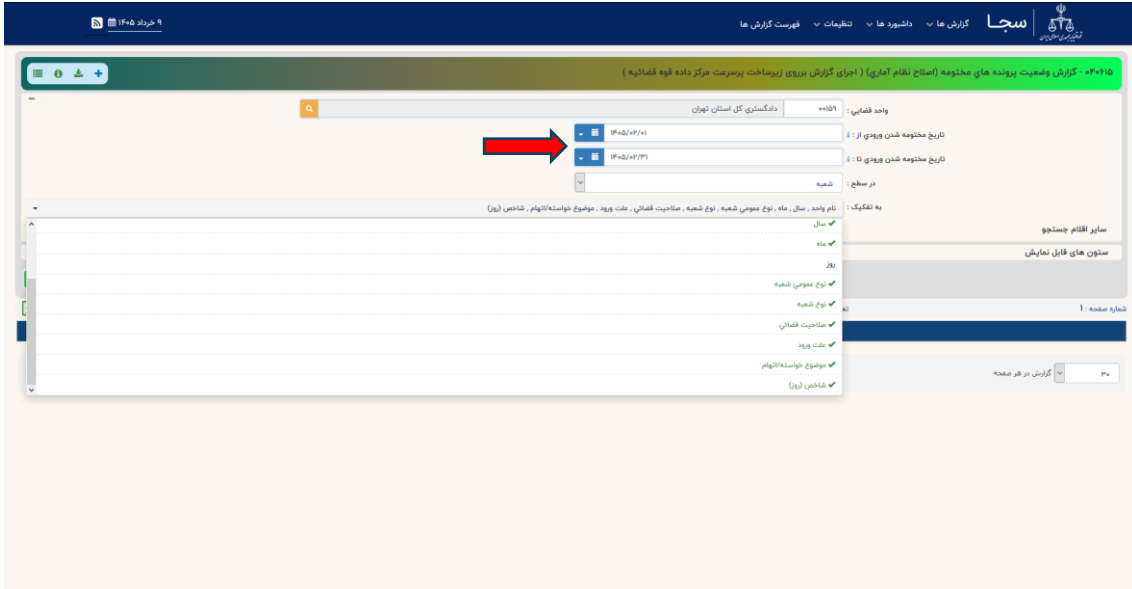 سجا
گزارش ها
داشبورد ها
تنظیمات
فهرست گزارش ها
۹ خرداد ۱۴۰۵
۰۴۰۶۱۵ - گزارش وضعیت پرونده های مختومه (اصلاح نظام آماری) ( اجرای گزارش برروی زیرساخت پرسرعت مرکز داده قوه قضائیه )
واحد قضایی : ۰۰۱۵۹ دادگستری کل استان تهران
تاریخ مختومه شدن ورودی از : ۱۴۰۵/۰۲/۰۱
تاریخ مختومه شدن ورودی تا : ۱۴۰۵/۰۲/۳۱
در سطح : شعبه
به تفکیک : نام واحد , سال , ماه , نوع عمومی شعبه , نوع شعبه , صلاحیت قضائی , علت ورود , موضوع خواسته/اتهام , شاخص (روز)
سال
ماه
روز
نوع عمومی شعبه
نوع شعبه
صلاحیت قضائی
علت ورود
موضوع خواسته/اتهام
شاخص (روز)
سایر اقلام جستجو
ستون های قابل نمایش
شماره صفحه : ۱
۳۰ گزارش در هر صفحه